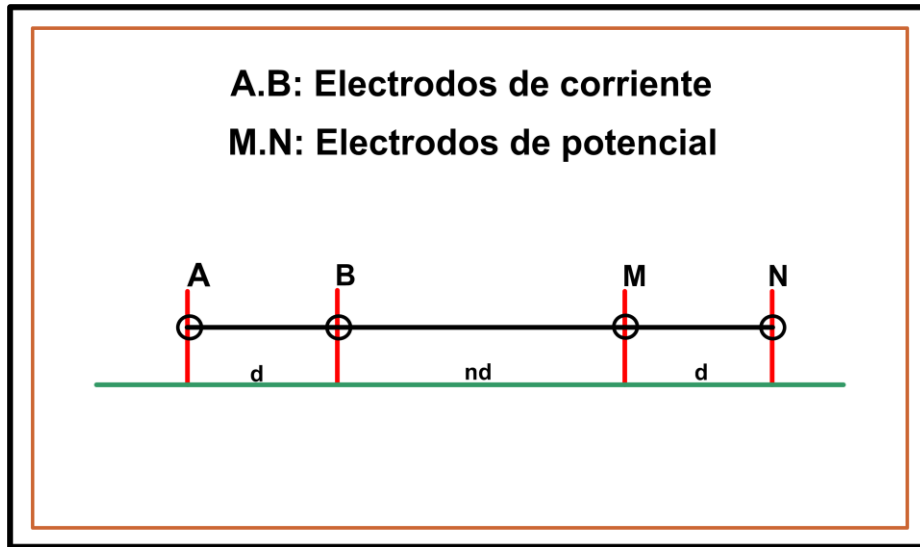 A.B: Electrodos de corriente
M.N: Electrodos de potencial
A B M N
d nd d